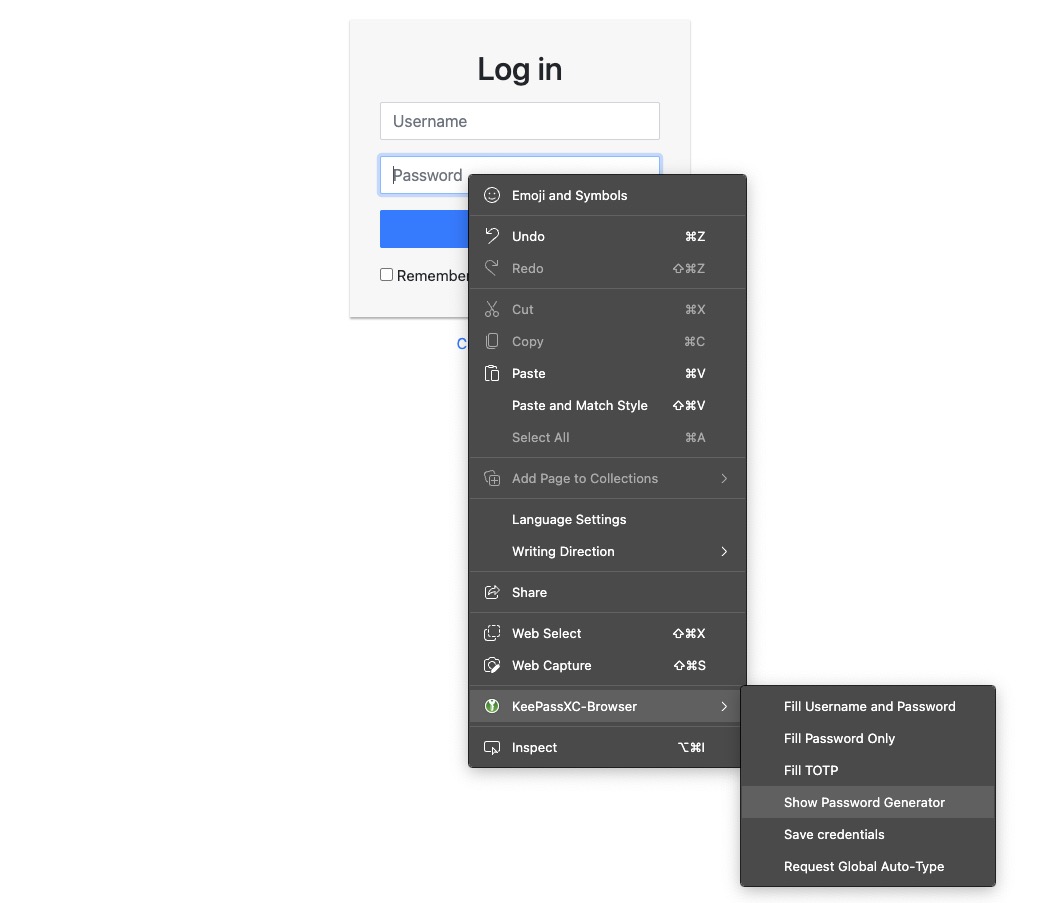 Log in
Username
Password
Remember
C
Emoji and Symbols
Undo ⌘Z
Redo ⇧⌘Z
Cut ⌘X
Copy ⌘C
Paste ⌘V
Paste and Match Style ⇧⌘V
Select All ⌘A
Add Page to Collections
Language Settings
Writing Direction
Share
Web Select ⇧⌘X
Web Capture ⇧⌘S
KeePassXC-Browser
Inspect ⌥⌘I
Fill Username and Password
Fill Password Only
Fill TOTP
Show Password Generator
Save credentials
Request Global Auto-Type